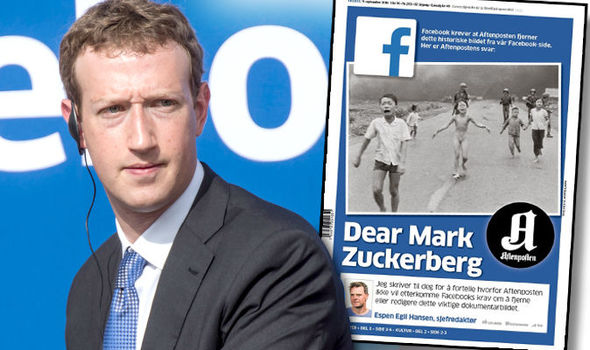 elo
Facebook krever at Aftenposten fjerner
dette historiske bildet fra vår Facebook-side.
Her er Aftenpostens svar:
f
Dear Mark
Zuckerberg
A
Aftenposten
Jeg skriver til deg for å fortelle hvorfor Aftenposten
ikke vil etterkomme Facebooks krav om å fjerne
eller redigere dette viktige dokumentarbildet.
Espen Egil Hansen, sjefredaktør